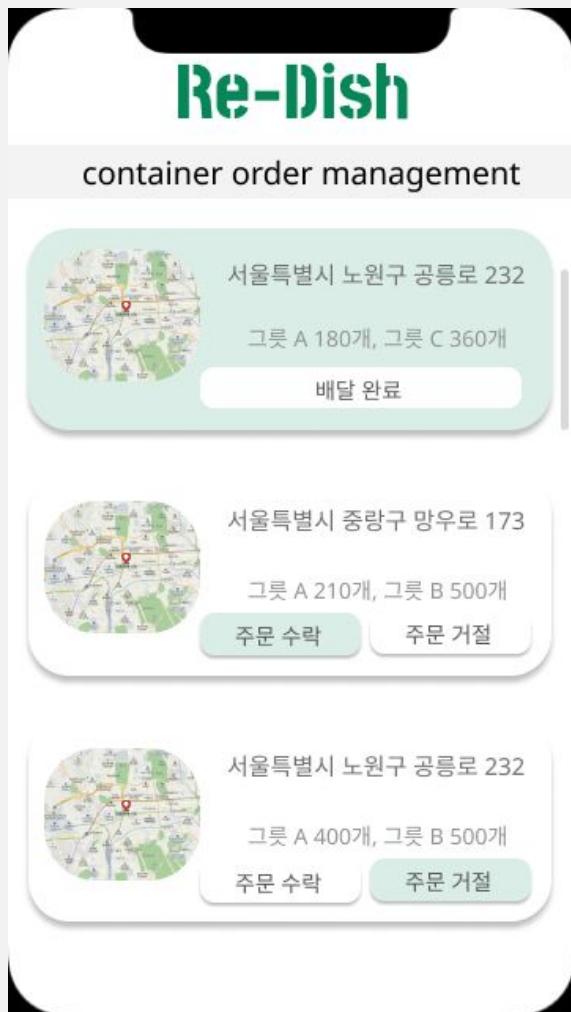 Re-Dish
container order management
서울특별시 노원구 공릉로 232
그릇 A 180개, 그릇 C 360개
배달 완료
서울특별시 중랑구 망우로 173
그릇 A 210개, 그릇 B 500개
주문 수락 주문 거절
서울특별시 노원구 공릉로 232
그릇 A 400개, 그릇 B 500개
주문 수락 주문 거절